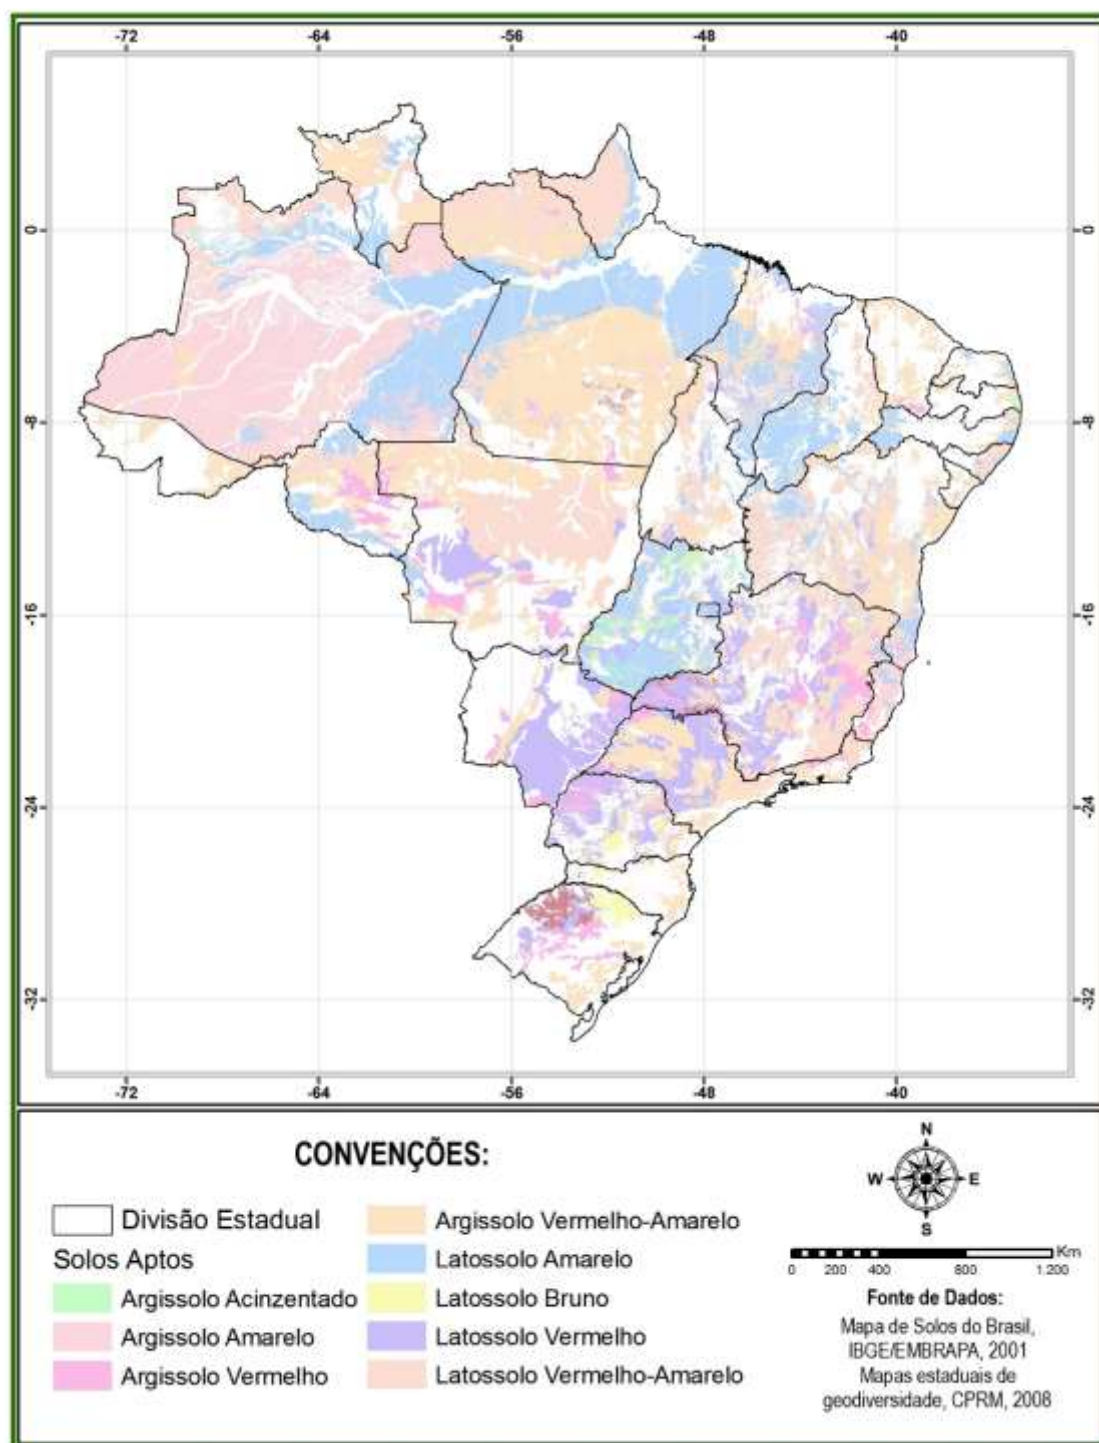 -72 -64 -56 -48 -40
0 0
-8 -8
-16 -16
-24 -24
-32 -32
-72 -64 -56 -48 -40
CONVENÇÕES:
Divisão Estadual
Solos Aptos
Argissolo Acinzentado
Argissolo Amarelo
Argissolo Vermelho
Argissolo Vermelho-Amarelo
Latossolo Amarelo
Latossolo Bruno
Latossolo Vermelho
Latossolo Vermelho-Amarelo
N
W E
S
Km
0 200 400 800 1.200
Fonte de Dados:
Mapa de Solos do Brasil,
IBGE/EMBRAPA, 2001
Mapas estaduais de
geodiversidade, CPRM, 2008